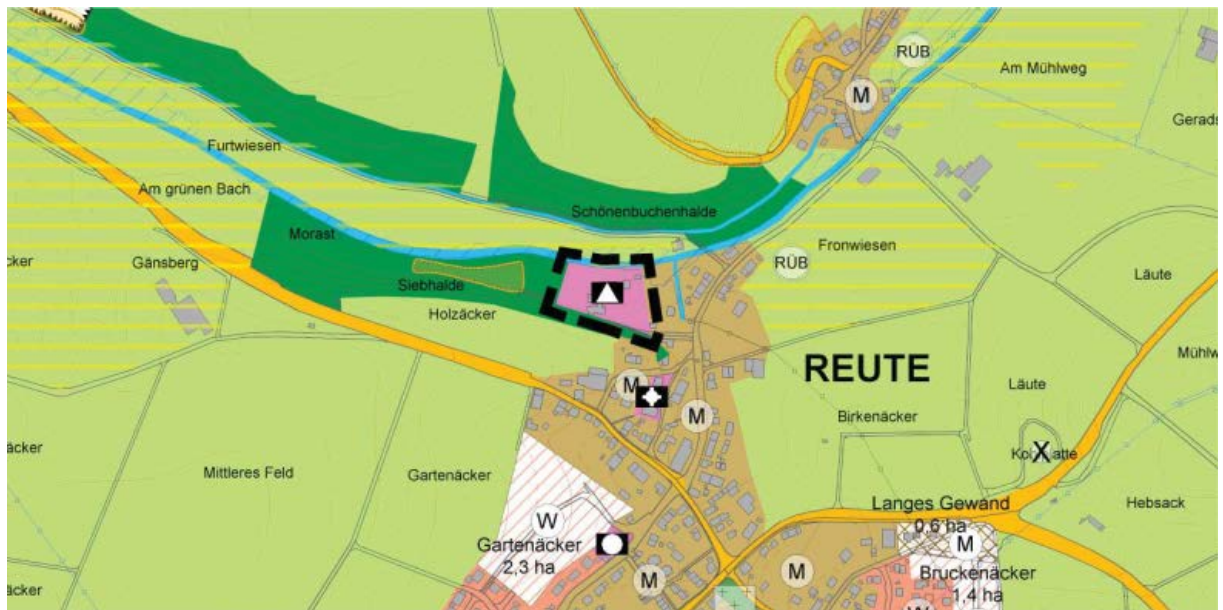 RÜB
Am Mühlweg
M
Gerads
Furtwiesen
Am grünen Bach
Schönenbuchenhalde
Morast
Fronwiesen
cker
Gänsberg
RÜB
Läute
Siebhalde
Holzäcker
REUTE
Mühlw
M
Läute
M
Birkenäcker
äcker
Mittleres Feld
Gartenäcker
X
Langes Gewand
0,6 ha
Hebsack
W
Gartenäcker
2,3 ha
M
Bruckenäcker
1,4 ha
M
M
äcker
W